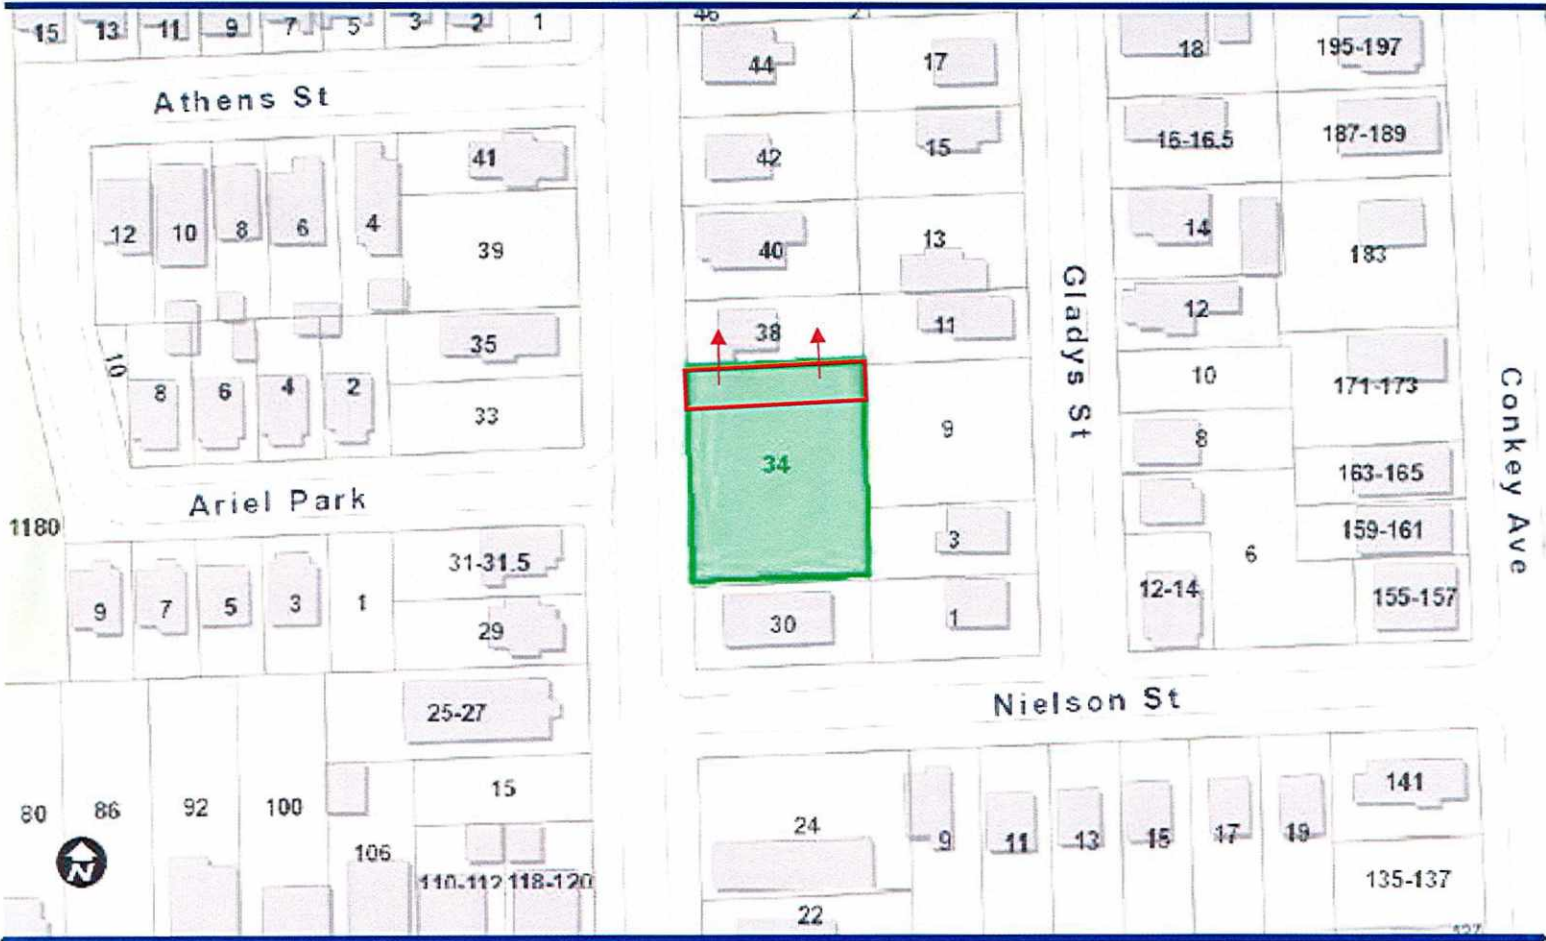 15 13 11 9 7 5 3 2 1
46
44 17 18 195-197
Athens St
42 15 15-16.5 187-189
41
12 10 8 6 4 39
40 13 14 183
Gladys St
38 11 12
35
10 8 6 4 2 33
34 9 10 171-173
8 163-165
Conkey Ave
Ariel Park
1180
31-31.5 3 6 159-161
9 7 5 3 1 29
30 1 12-14 155-157
Nielson St
25-27
15
80 86 92 100
106
110-112 118-120
N
24 9 11 13 15 17 19 141
135-137
22